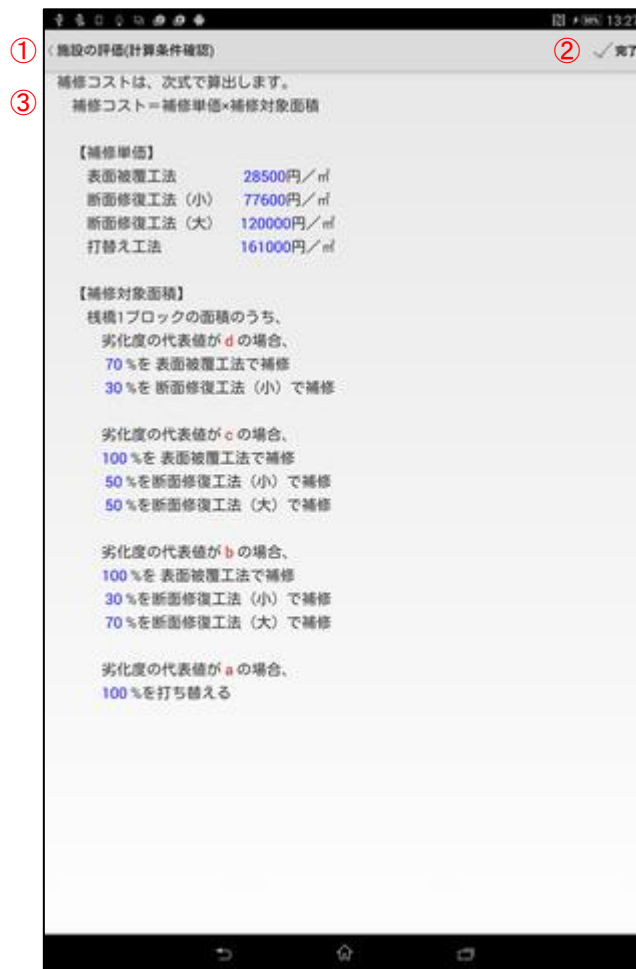 13:27
① 施設の評価(計算条件確認) ② 完了
補修コストは、次式で算出します。
③ 補修コスト＝補修単価×補修対象面積
【補修単価】
表面被覆工法 28500円／㎡
断面修復工法（小） 77600円／㎡
断面修復工法（大） 120000円／㎡
打替え工法 161000円／㎡
【補修対象面積】
桟橋1ブロックの面積のうち、
劣化度の代表値が d の場合、
70 %を 表面被覆工法で補修
30 %を 断面修復工法（小）で補修
劣化度の代表値が c の場合、
100 %を 表面被覆工法で補修
50 %を断面修復工法（小）で補修
50 %を断面修復工法（大）で補修
劣化度の代表値が b の場合、
100 %を 表面被覆工法で補修
30 %を断面修復工法（小）で補修
70 %を断面修復工法（大）で補修
劣化度の代表値が a の場合、
100 %を打ち替える